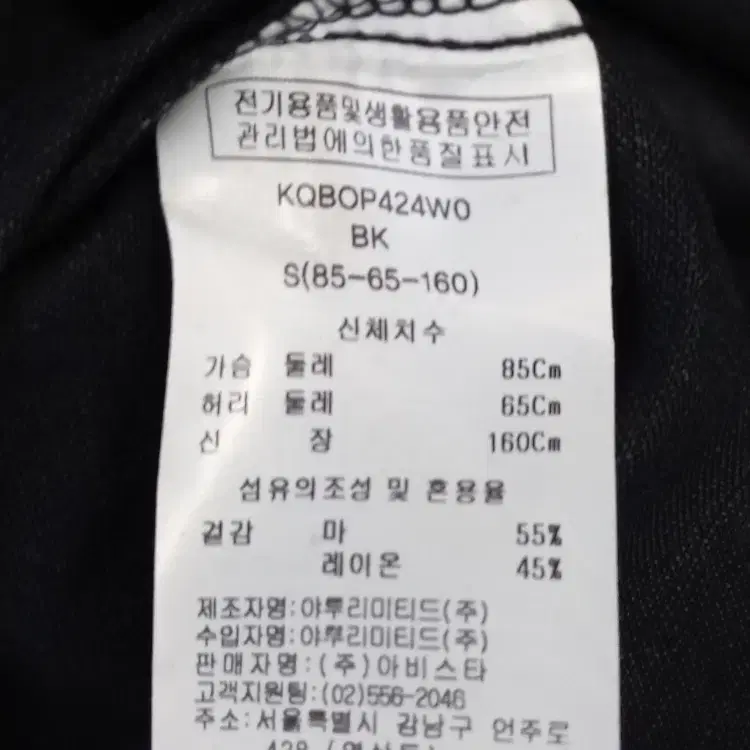 전기용품및생활용품안전
관리법에의한품질표시
KQBOP424W0
BK
S(85-65-160)
신체치수
가슴 둘레 85Cm
허리 둘레 65Cm
신 장 160Cm
섬유의조성 및 혼용율
겉감 마 55%
레이온 45%
제조자명:야투리미티드(주)
수입자명:야투리미티드(주)
판매자명:(주)아비스타
고객지원팀:(02)556-2046
주소:서울특별시 강남구 언주로